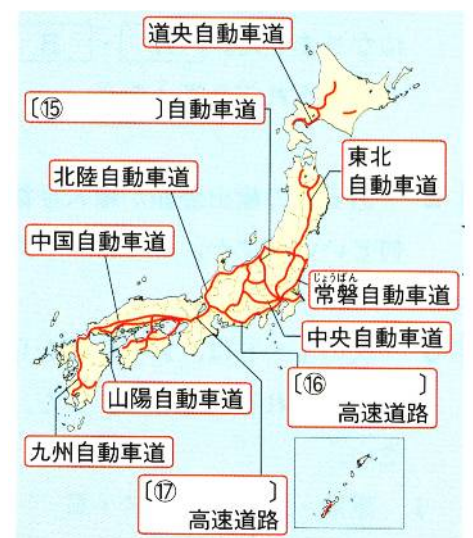 道央自動車道
〔⑮ 〕自動車道
東北
自動車道
北陸自動車道
中国自動車道
じょうばん
常磐自動車道
中央自動車道
〔⑯ 〕
高速道路
山陽自動車道
九州自動車道
〔⑰ 〕
高速道路